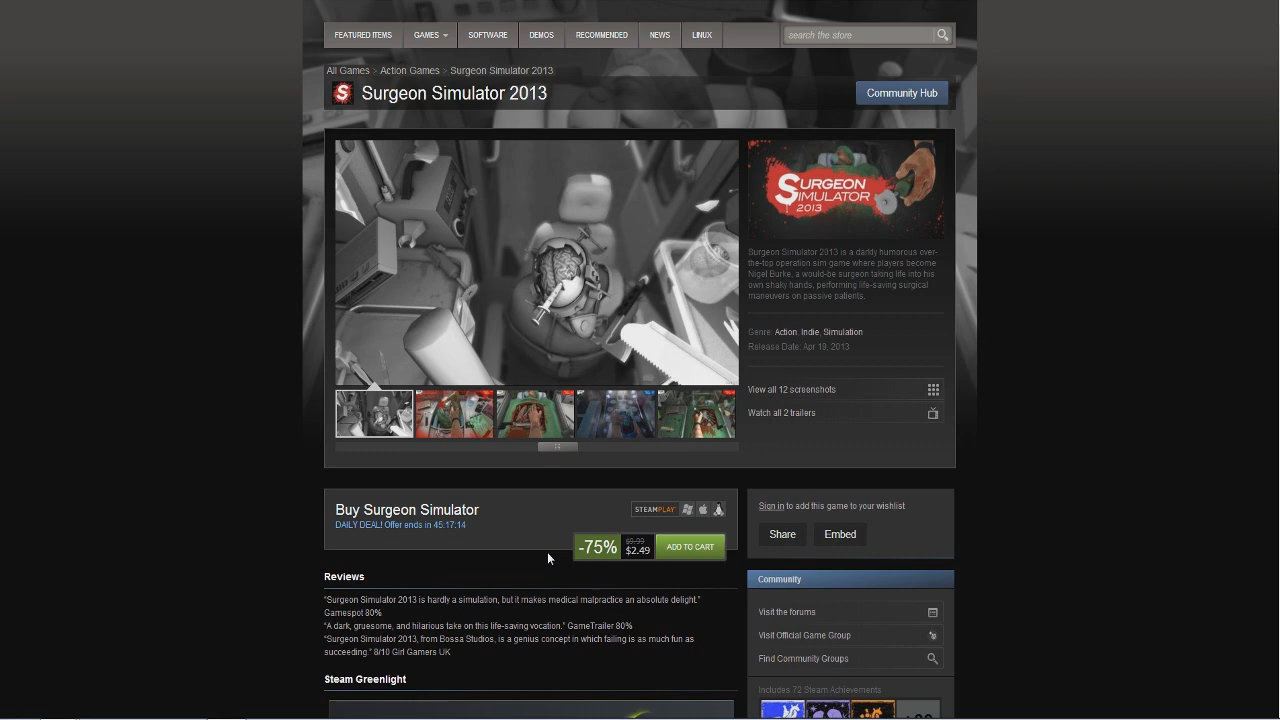 FEATURED ITEMS GAMES SOFTWARE DEMOS RECOMMENDED NEWS LINUX search the store
All Games > Action Games > Surgeon Simulator 2013
S Surgeon Simulator 2013
Community Hub
SURGEON
SIMULATOR
2013
Surgeon Simulator 2013 is a darkly humorous over-
the-top operation sim game where players become
Nigel Burke, a would-be surgeon taking life into his
own shaky hands, performing life-saving surgical
maneuvers on passive patients.
Genre: Action, Indie, Simulation
Release Date: Apr 19, 2013
View all 12 screenshots
Watch all 2 trailers
Buy Surgeon Simulator
DAILY DEAL! Offer ends in 45:17:14
STEAMPLAY
-75% $9.99 $2.49 ADD TO CART
Sign in to add this game to your wishlist
Share Embed
Reviews
“Surgeon Simulator 2013 is hardly a simulation, but it makes medical malpractice an absolute delight.”
Gamespot 80%
“A dark, gruesome, and hilarious take on this life-saving vocation.” GameTrailer 80%
“Surgeon Simulator 2013, from Bossa Studios, is a genius concept in which failing is as much fun as
succeeding.” 8/10 Girl Gamers UK
Steam Greenlight
Community
Visit the forums
Visit Official Game Group
Find Community Groups
Includes 72 Steam Achievements